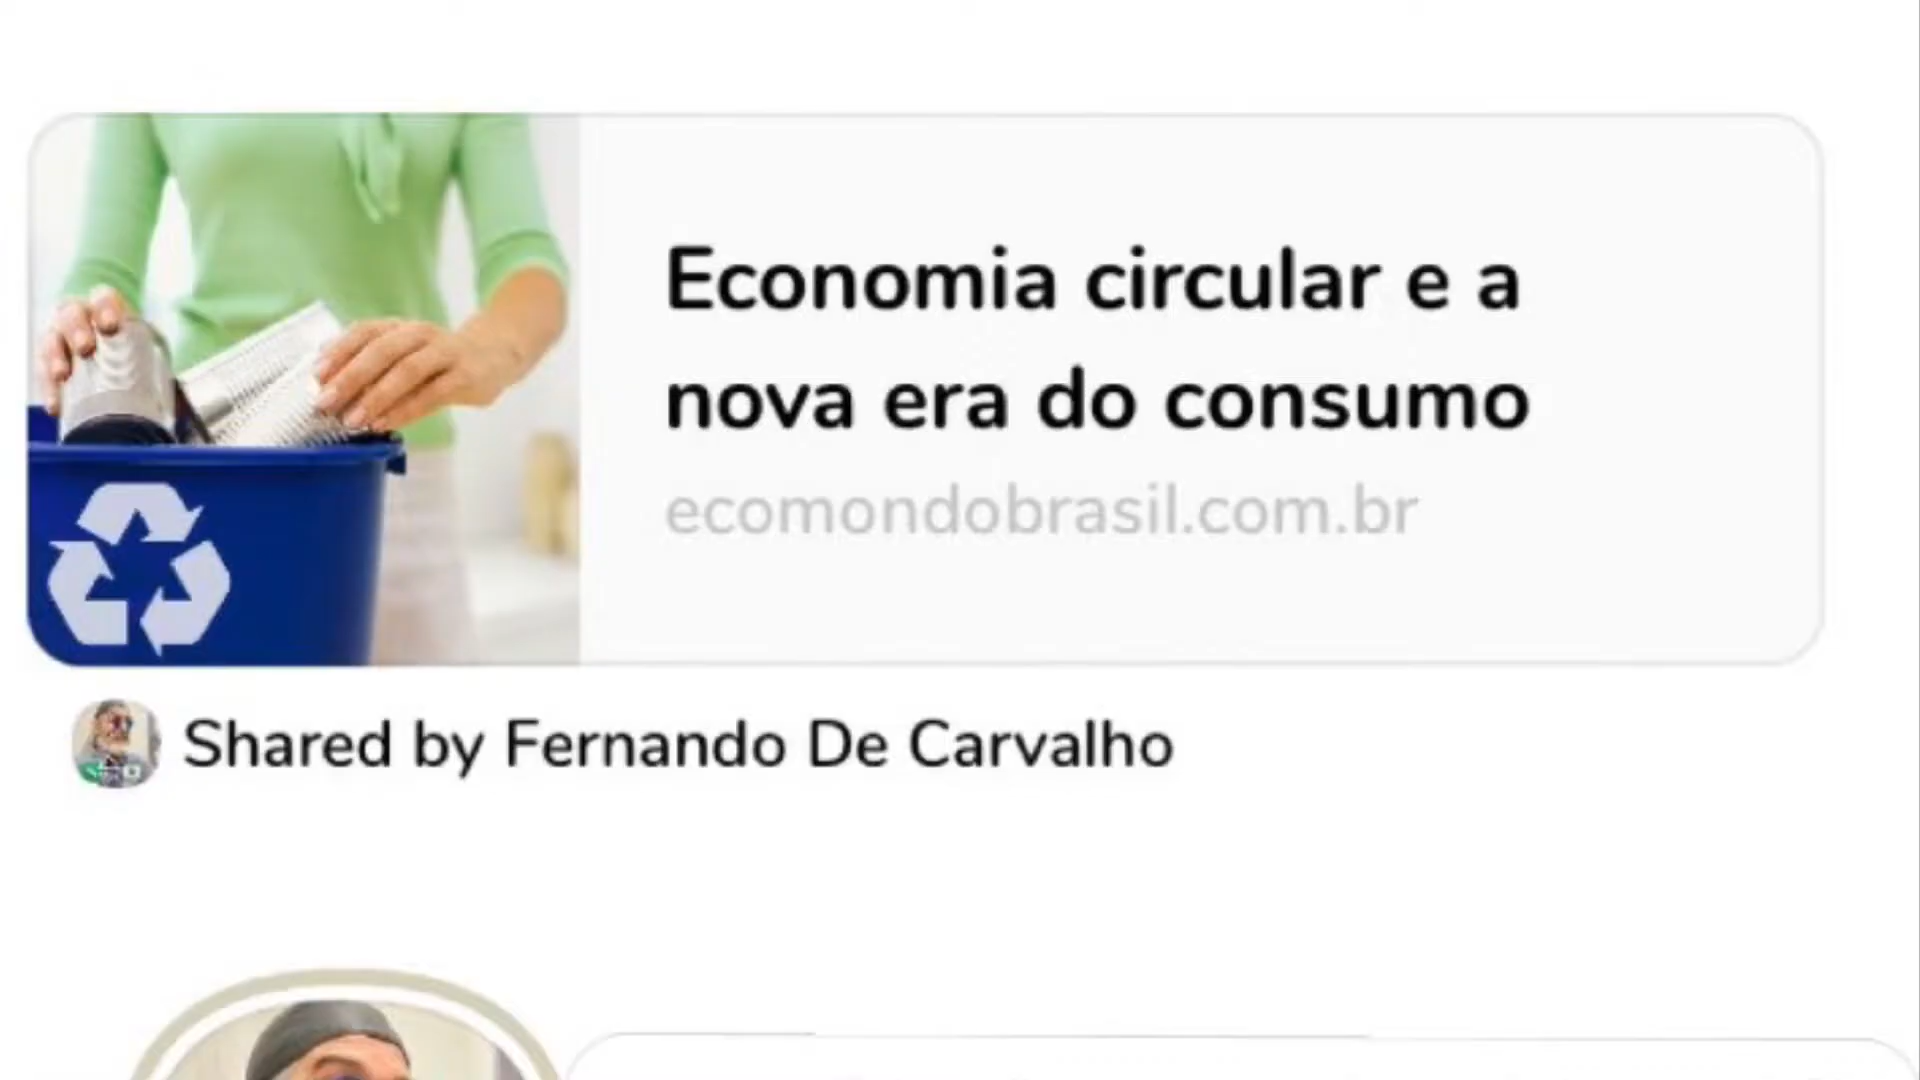 Economia circular e a
nova era do consumo
ecomondobrasil.com.br
Shared by Fernando De Carvalho